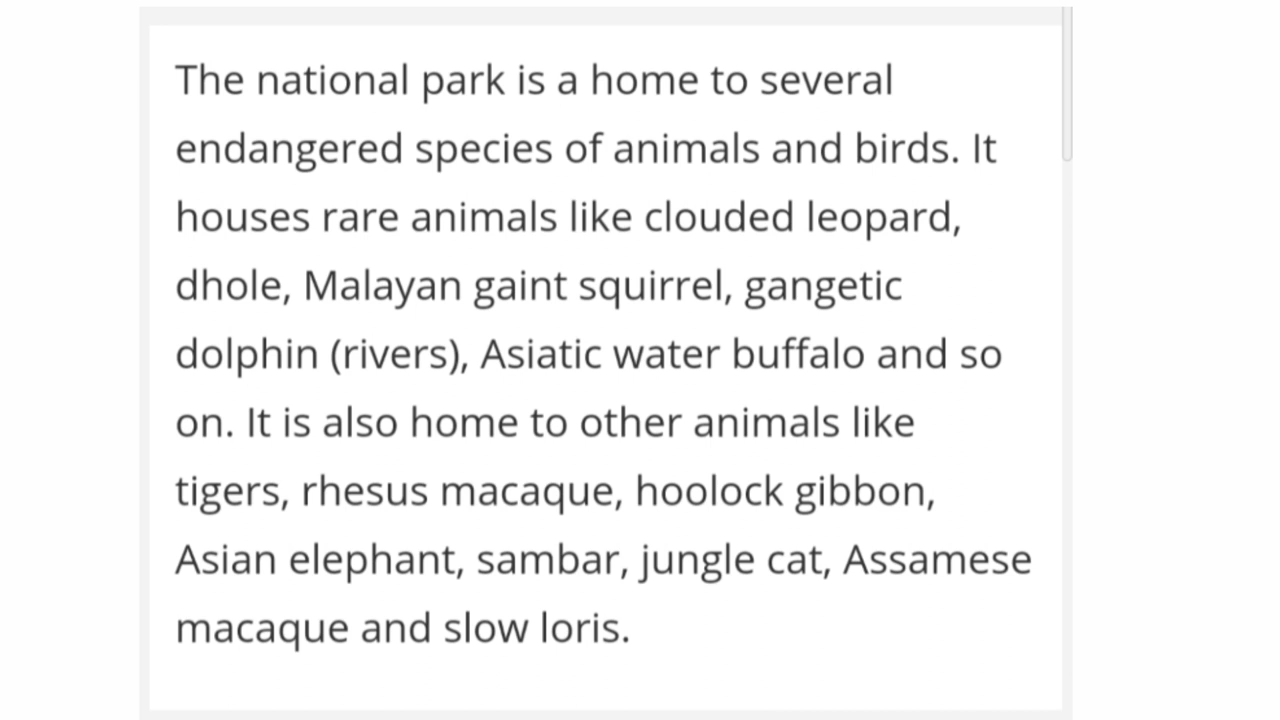 The national park is a home to several
endangered species of animals and birds. It
houses rare animals like clouded leopard,
dhole, Malayan gaint squirrel, gangetic
dolphin (rivers), Asiatic water buffalo and so
on. It is also home to other animals like
tigers, rhesus macaque, hoolock gibbon,
Asian elephant, sambar, jungle cat, Assamese
macaque and slow loris.